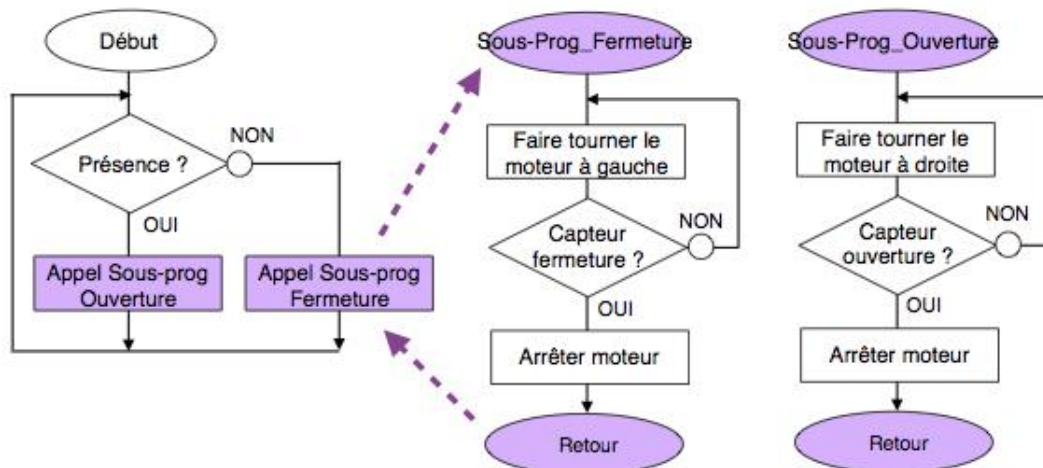 Début
NON
Présence ?
OUI
Appel Sous-prog
Ouverture
Appel Sous-prog
Fermeture
Sous-Prog_Fermeture
Faire tourner le
moteur à gauche
NON
Capteur
fermeture ?
OUI
Arrêter moteur
Retour
Sous-Prog_Ouverture
Faire tourner le
moteur à droite
NON
Capteur
ouverture ?
OUI
Arrêter moteur
Retour